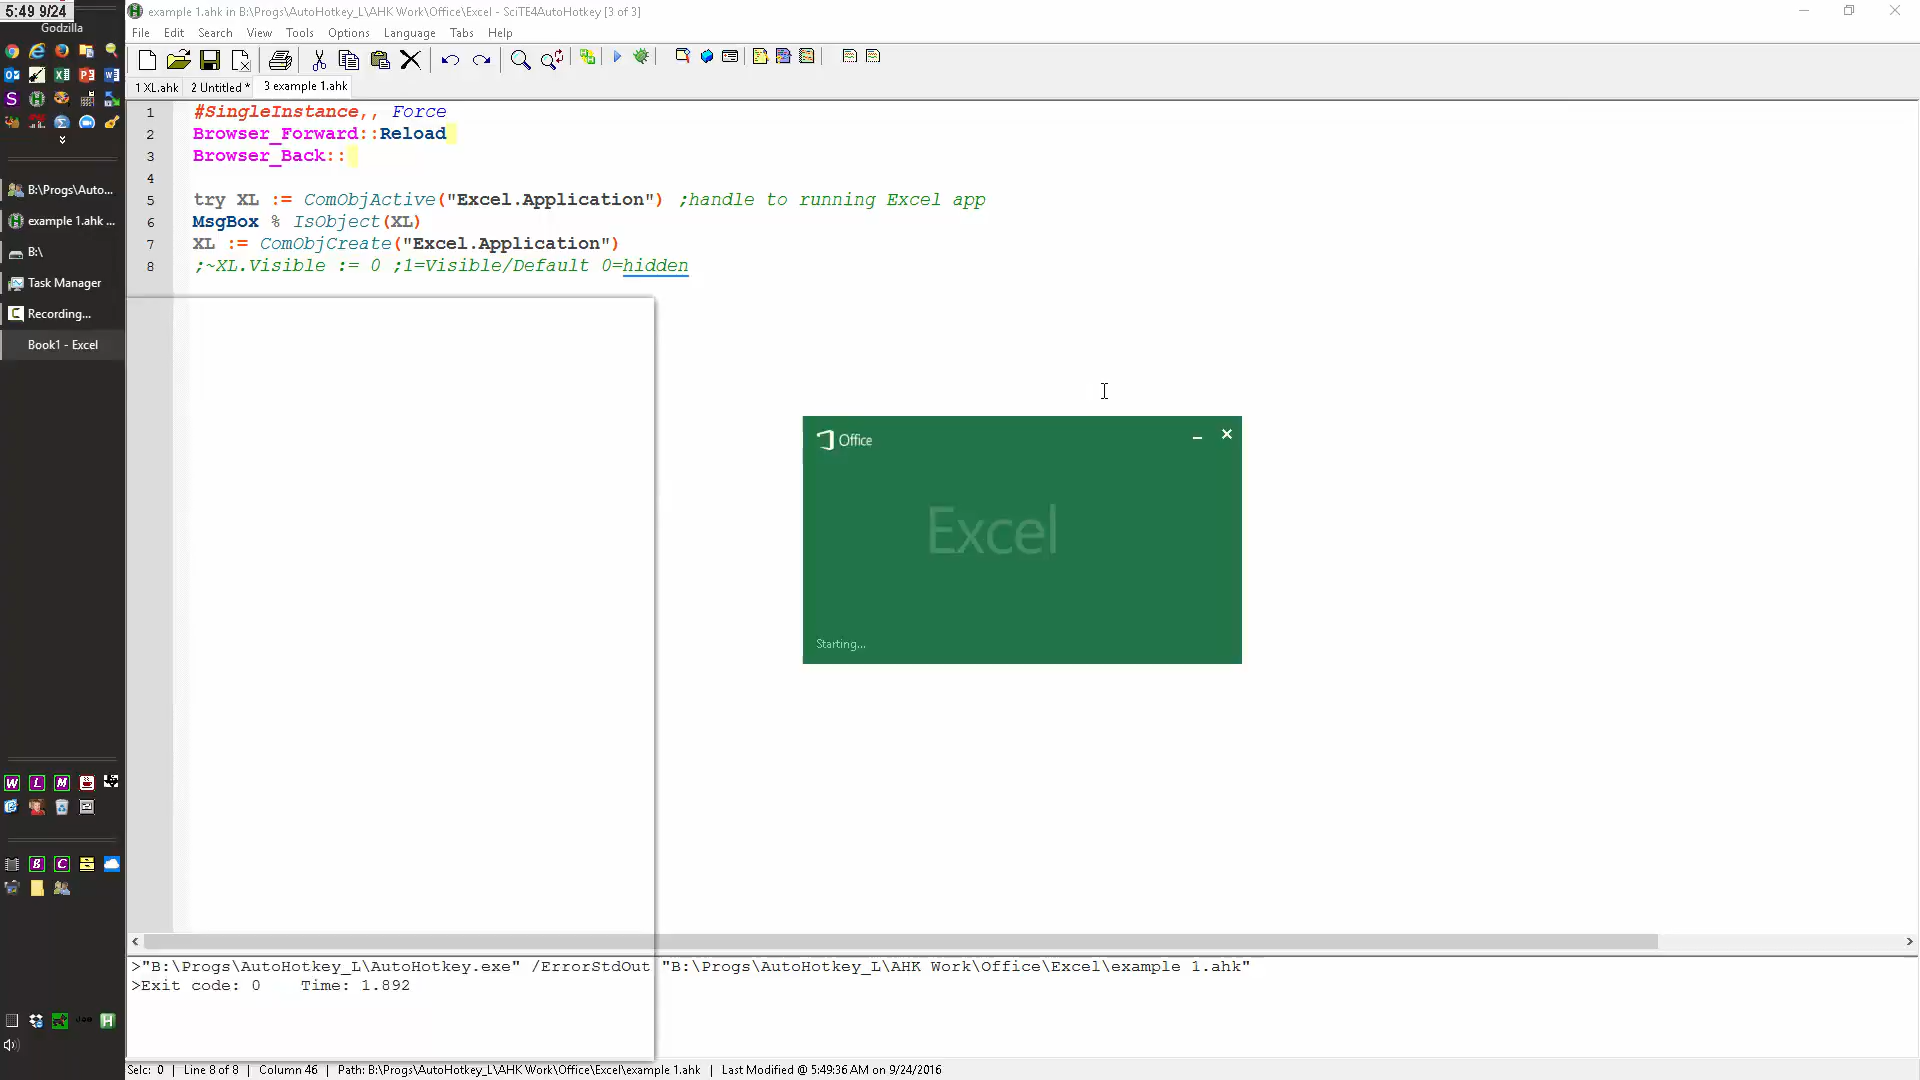 5:49 9/24
Godzilla
example 1.ahk in B:\Progs\AutoHotkey_L\AHK Work\Office\Excel - SciTE4AutoHotkey [3 of 3]
File Edit Search View Tools Options Language Tabs Help
1 XL.ahk 2 Untitled * 3 example 1.ahk
1 #SingleInstance,, Force
2 Browser_Forward::Reload
3 Browser_Back::
4
5 try XL := ComObjActive("Excel.Application") ;handle to running Excel app
6 MsgBox % IsObject(XL)
7 XL := ComObjCreate("Excel.Application")
8 ;~XL.Visible := 0 ;1=Visible/Default 0=hidden
B:\Progs\Auto...
example 1.ahk ...
B:\
Task Manager
Recording...
Book1 - Excel
Office
Excel
Starting...
>"B:\Progs\AutoHotkey_L\AutoHotkey.exe" /ErrorStdOut "B:\Progs\AutoHotkey_L\AHK Work\Office\Excel\example 1.ahk"
>Exit code: 0 Time: 1.892
Selc: 0 | Line 8 of 8 | Column 46 | Path: B:\Progs\AutoHotkey_L\AHK Work\Office\Excel\example 1.ahk | Last Modified @ 5:49:36 AM on 9/24/2016